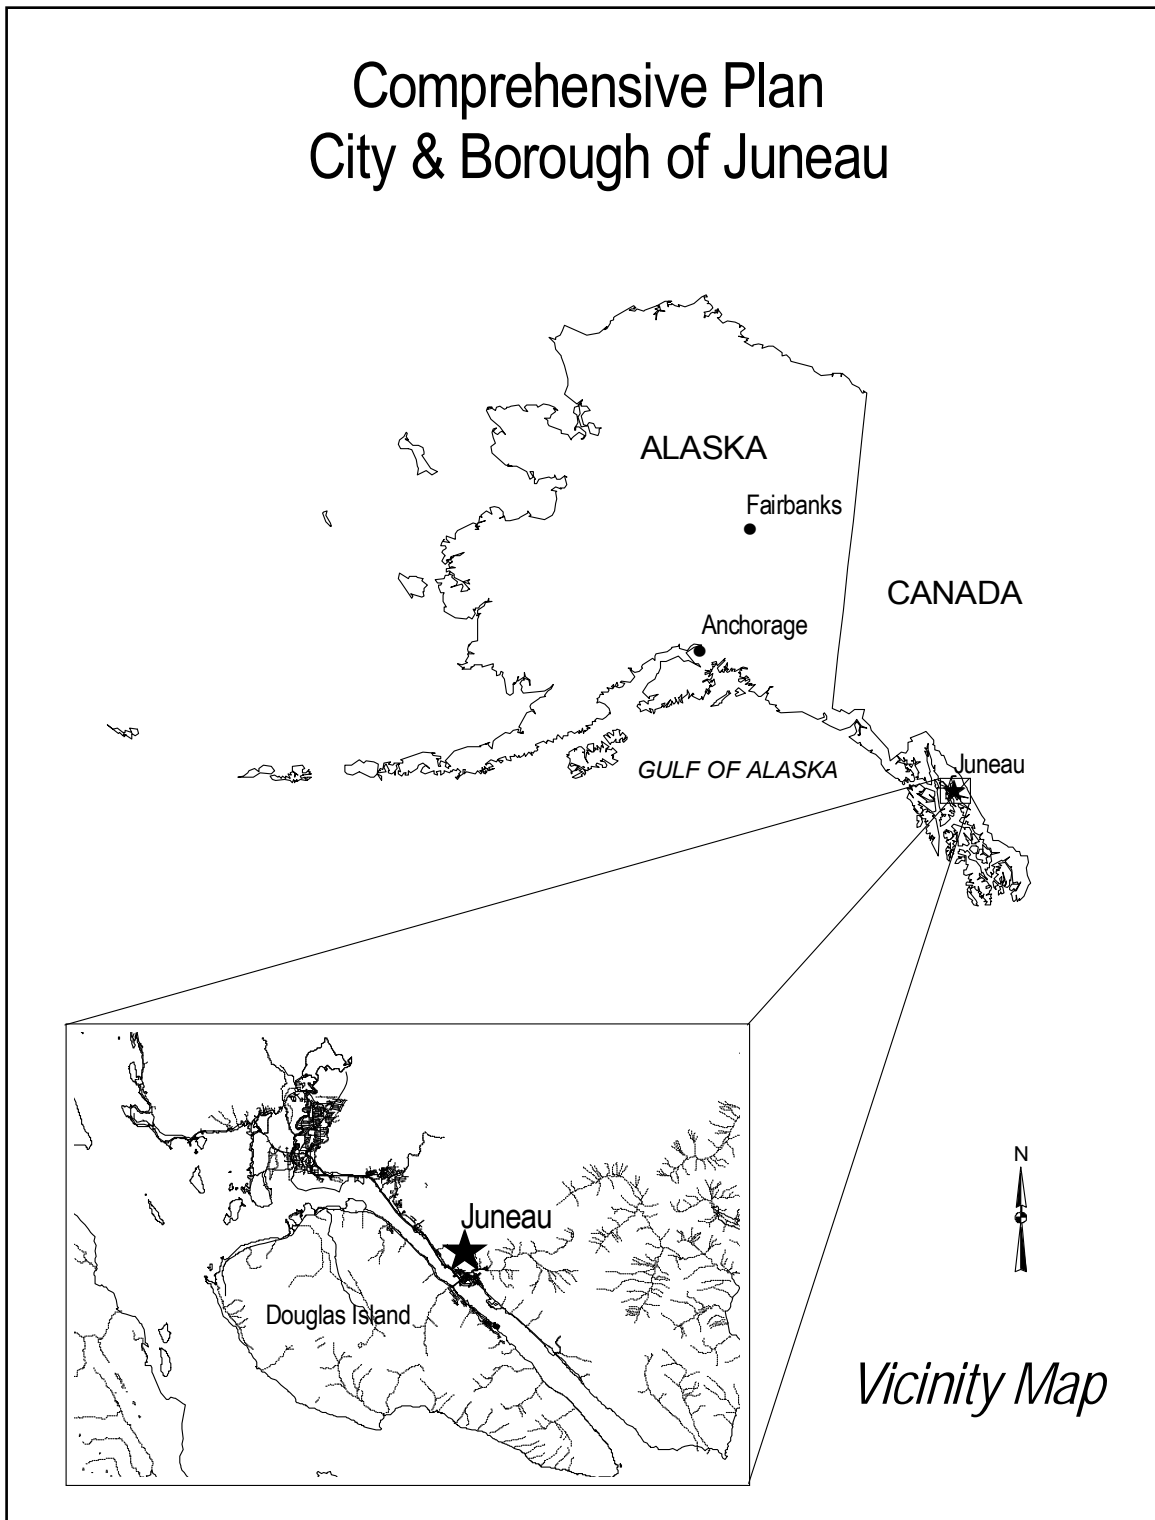 Comprehensive Plan
City & Borough of Juneau
ALASKA
Fairbanks
CANADA
Anchorage
GULF OF ALASKA
Juneau
N
Juneau
Douglas Island
Vicinity Map